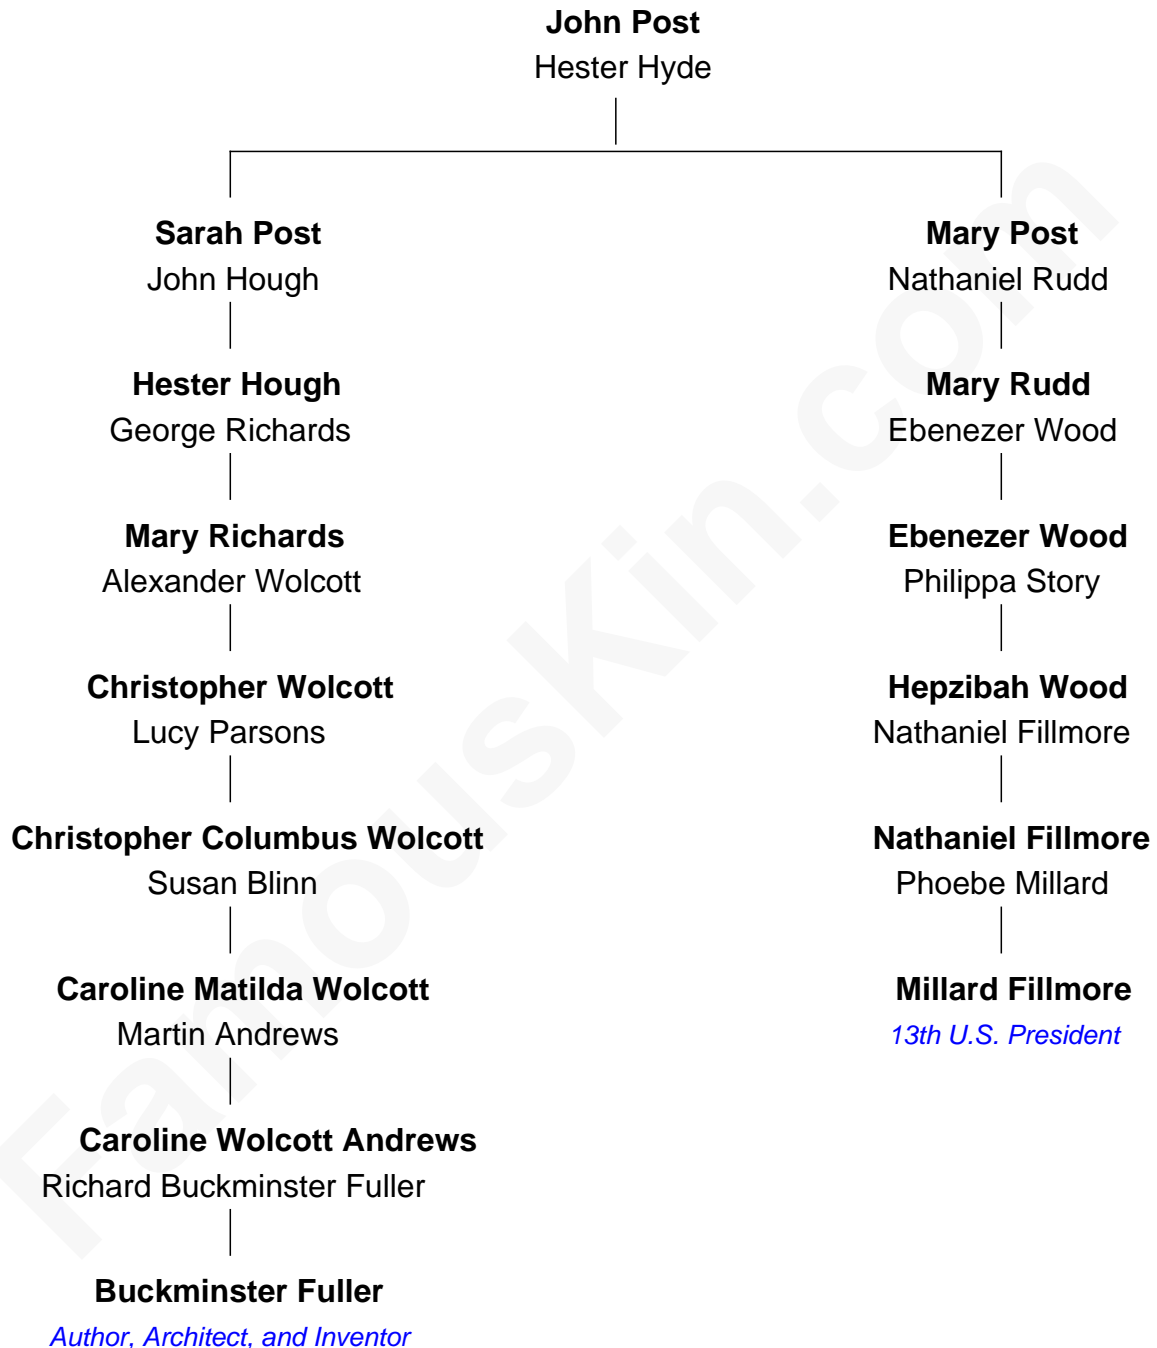 John Post
Hester Hyde
Sarah Post
John Hough
Mary Post
Nathaniel Rudd
Hester Hough
George Richards
Mary Rudd
Ebenezer Wood
Mary Richards
Alexander Wolcott
Ebenezer Wood
Philippa Story
Christopher Wolcott
Lucy Parsons
Hepzibah Wood
Nathaniel Fillmore
Christopher Columbus Wolcott
Susan Blinn
Nathaniel Fillmore
Phoebe Millard
Caroline Matilda Wolcott
Martin Andrews
Millard Fillmore
13th U.S. President
Caroline Wolcott Andrews
Richard Buckminster Fuller
Buckminster Fuller
Author, Architect, and Inventor
FamousKin.com